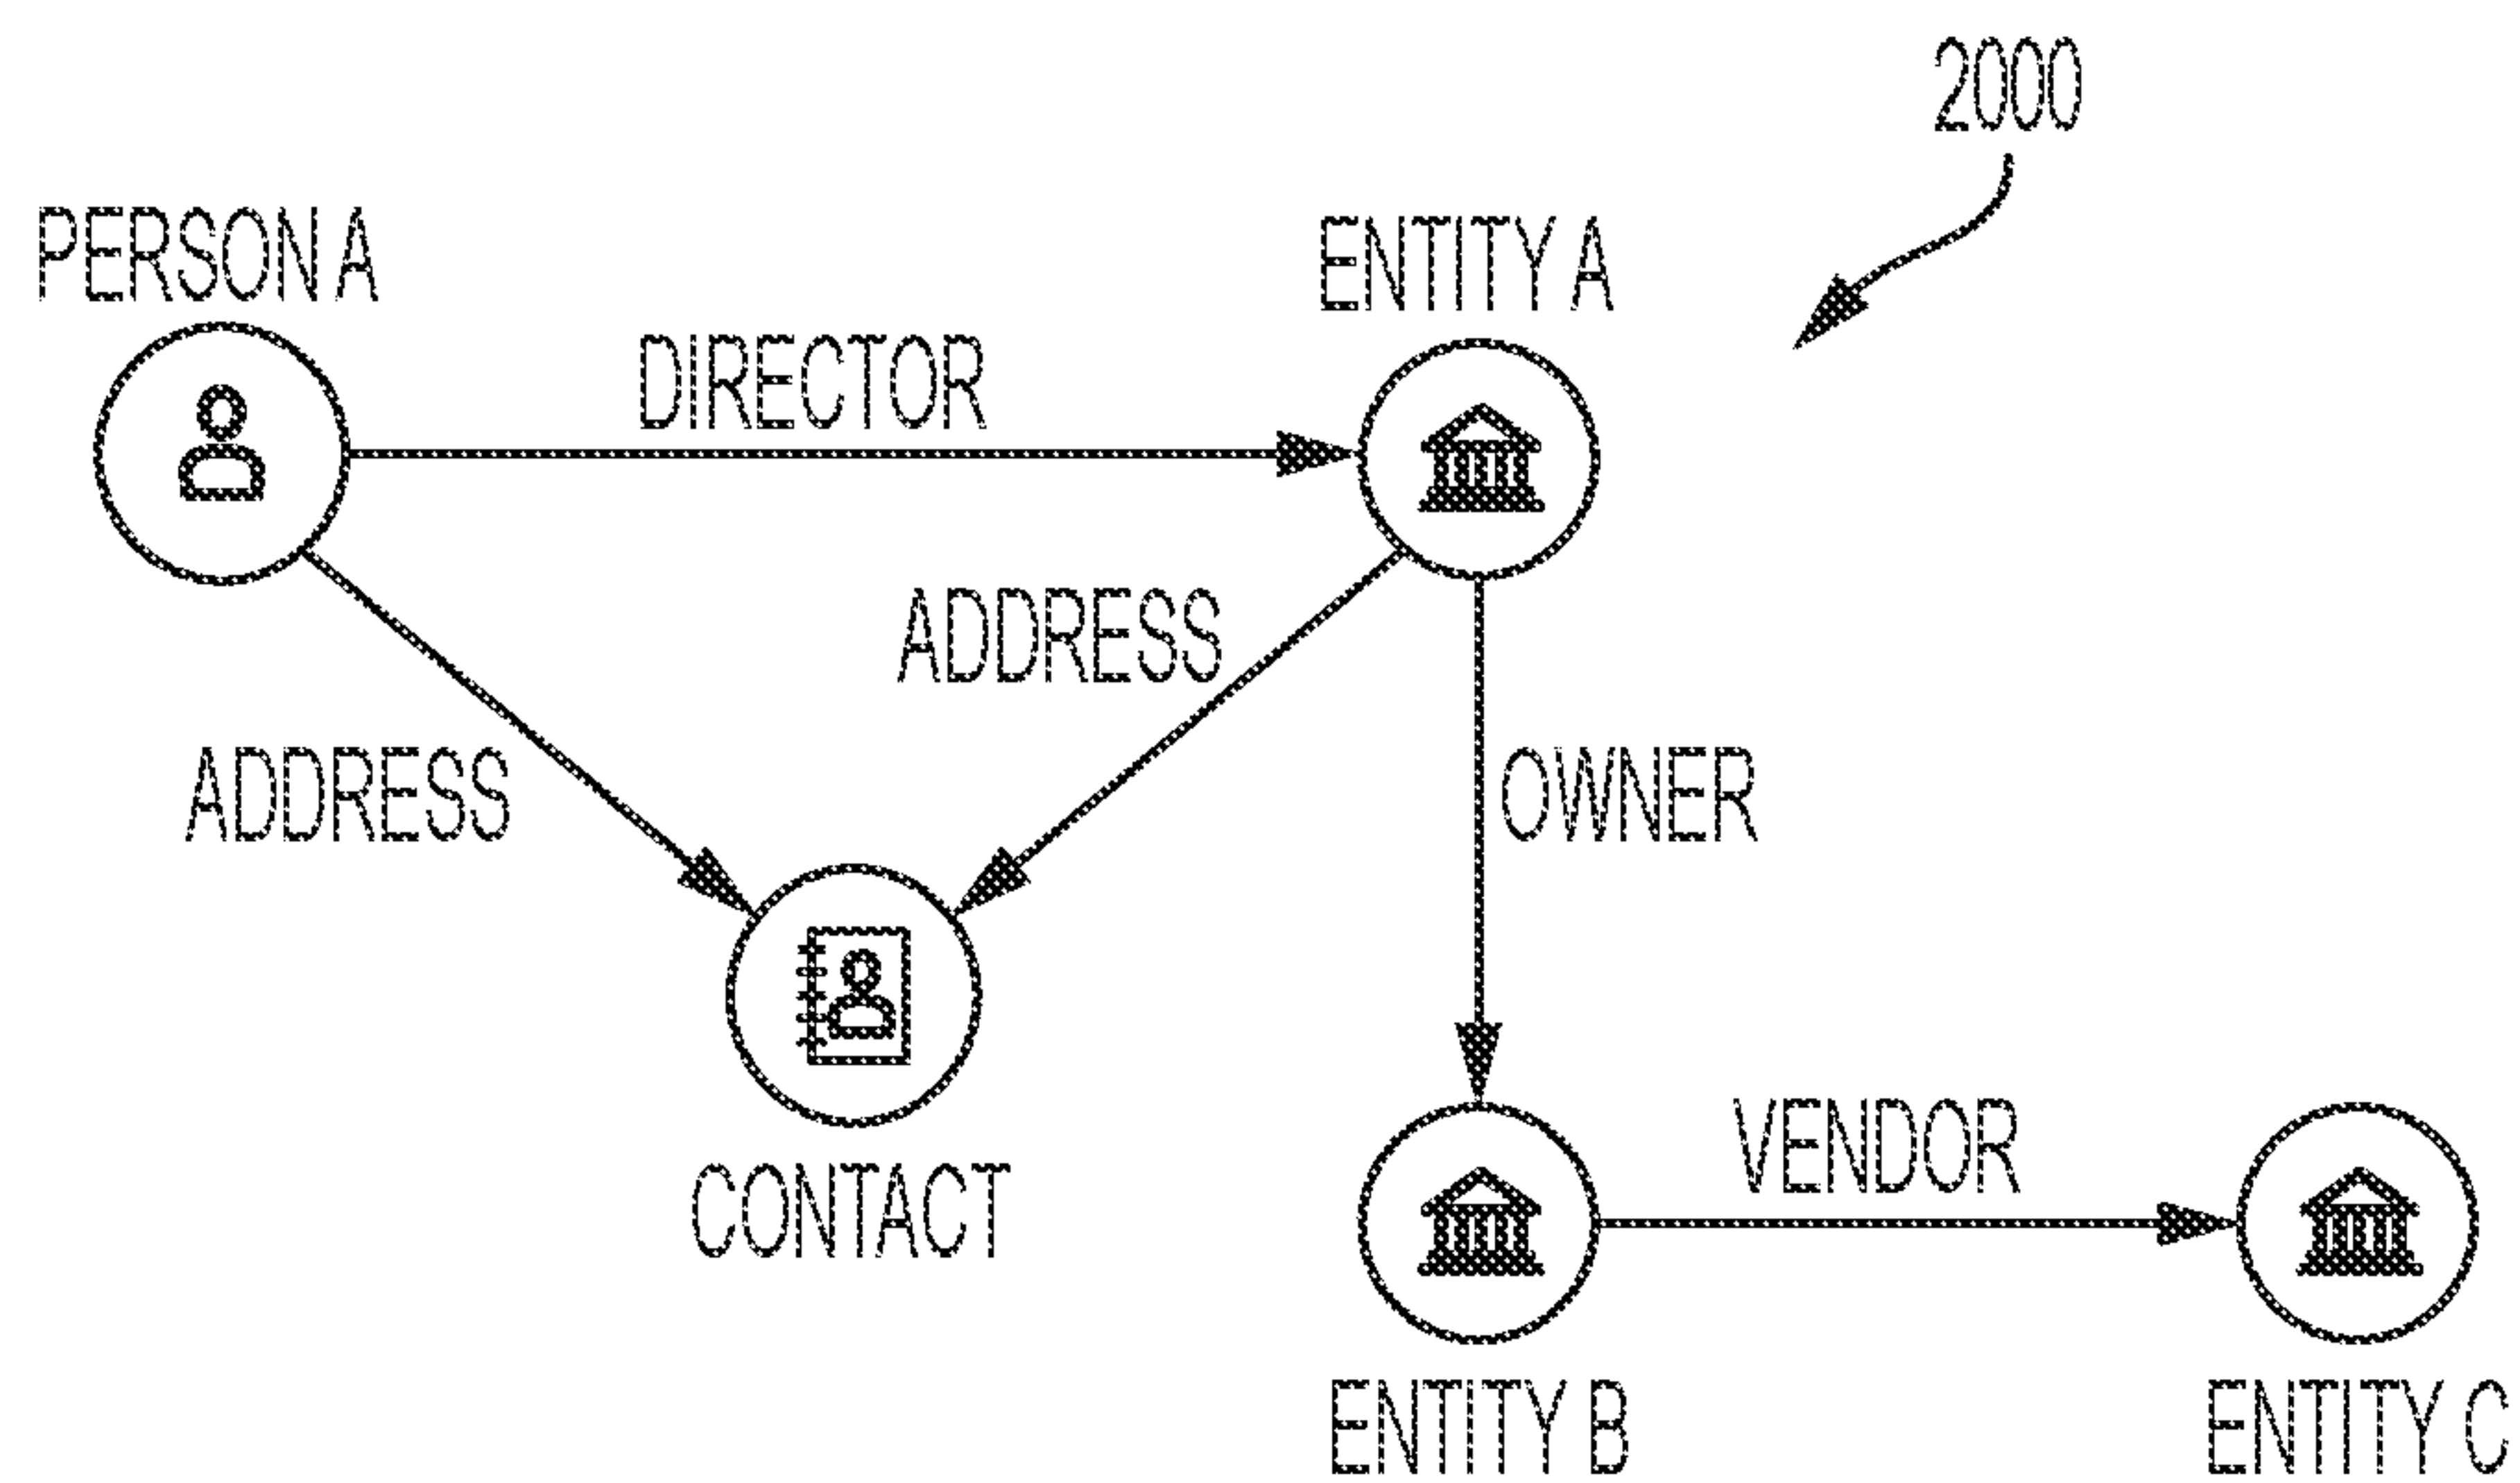 2000
PERSON A
ENTITY A
DIRECTOR
ADDRESS
ADDRESS
OWNER
CONTACT
VENDOR
ENTITY B
ENTITY C